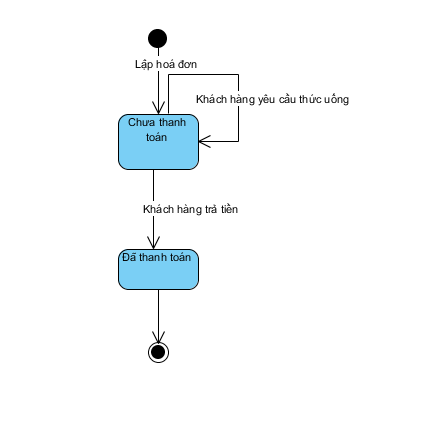 Lập hoá đơn
Khách hàng yêu cầu thức uống
Chưa thanh
toán
Khách hàng trả tiền
Đã thanh toán